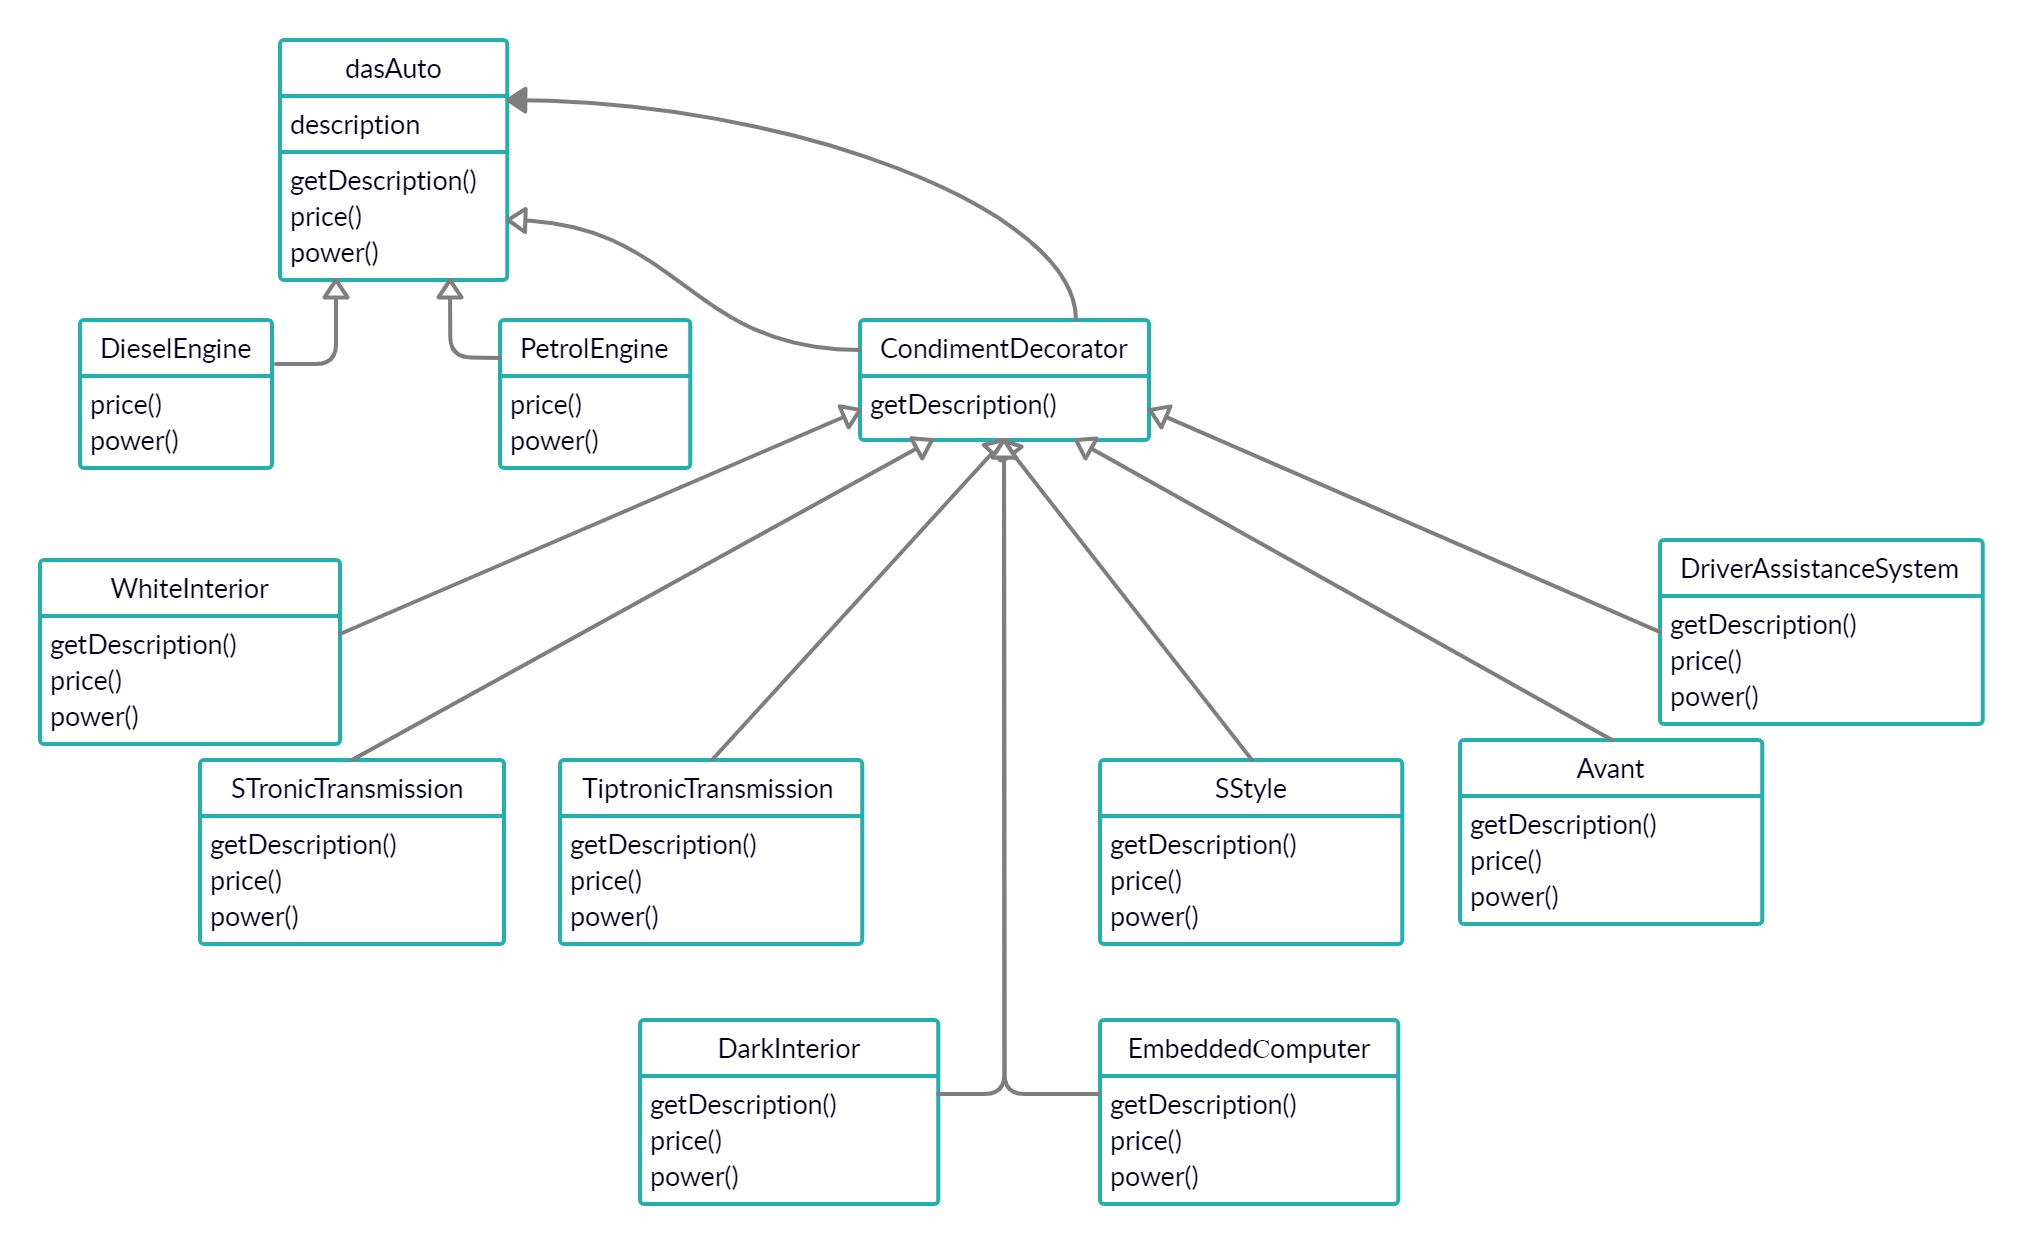 dasAuto
description
getDescription()
price()
power()
DieselEngine
price()
power()
PetrolEngine
price()
power()
CondimentDecorator
getDescription()
WhiteInterior
getDescription()
price()
power()
DriverAssistanceSystem
getDescription()
price()
power()
STronicTransmission
getDescription()
price()
power()
TiptronicTransmission
getDescription()
price()
power()
SStyle
getDescription()
price()
power()
Avant
getDescription()
price()
power()
DarkInterior
getDescription()
price()
power()
EmbeddedComputer
getDescription()
price()
power()